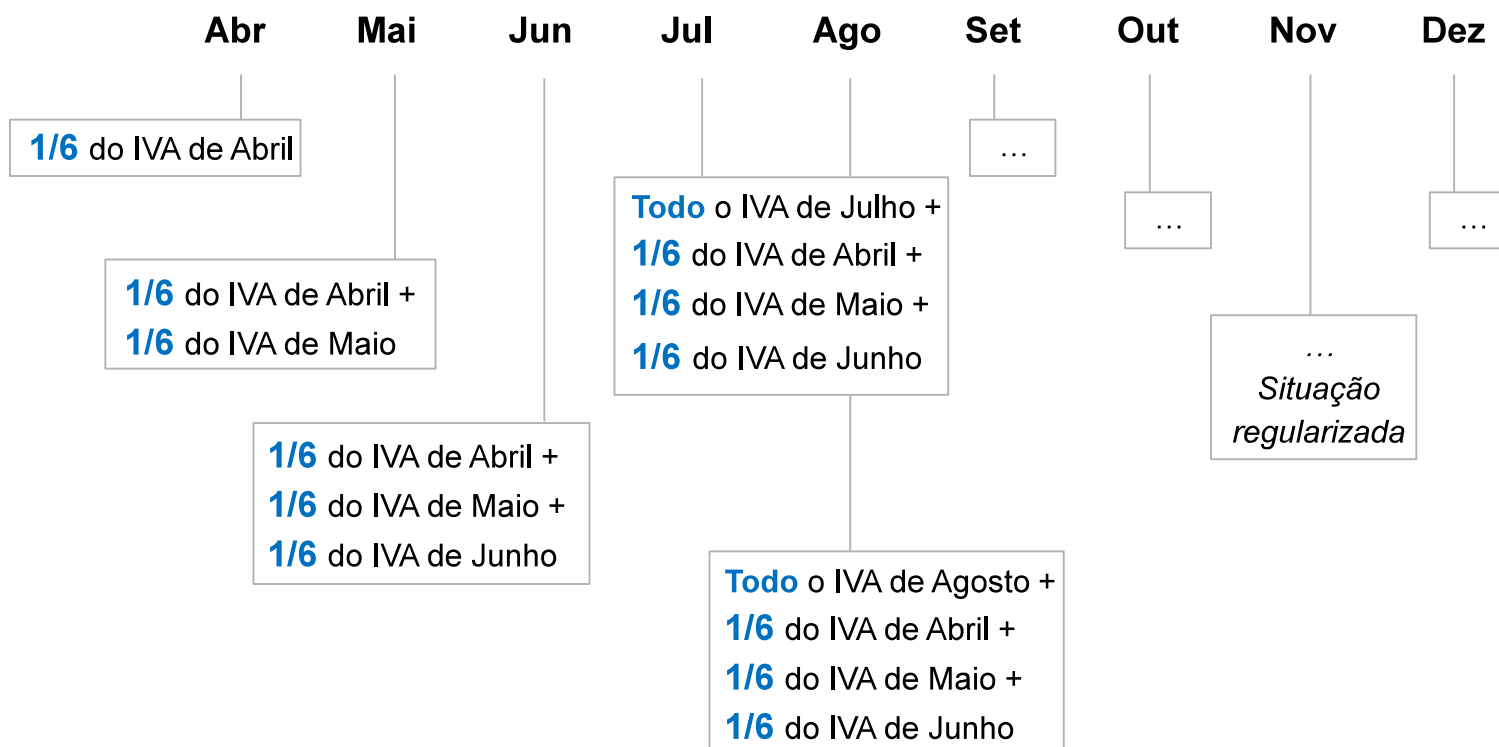 Abr Mai Jun Jul Ago Set Out Nov Dez
1/6 do IVA de Abril
1/6 do IVA de Abril +
1/6 do IVA de Maio
1/6 do IVA de Abril +
1/6 do IVA de Maio +
1/6 do IVA de Junho
Todo o IVA de Julho +
1/6 do IVA de Abril +
1/6 do IVA de Maio +
1/6 do IVA de Junho
Todo o IVA de Agosto +
1/6 do IVA de Abril +
1/6 do IVA de Maio +
1/6 do IVA de Junho
…
…
…
Situação
regularizada
…